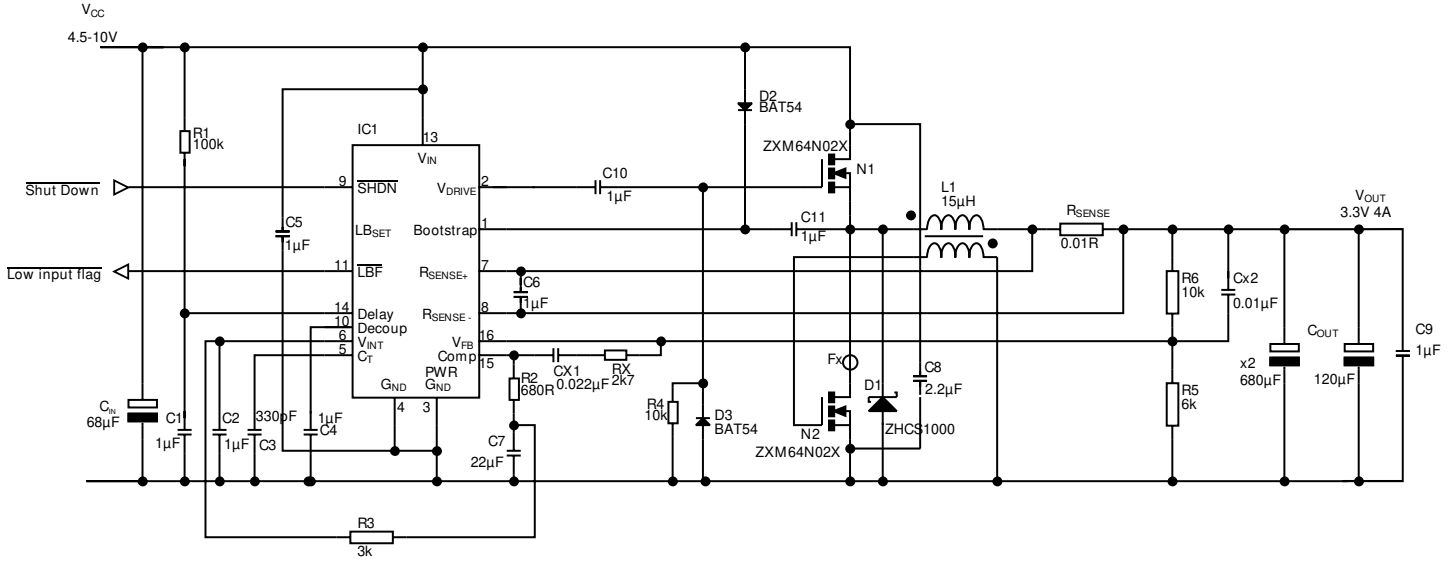 VCC
4.5-10V
R1
100k
IC1
13
VIN
Shut Down
9
SHDN
VDRIVE
2
C10
1µF
D2
BAT54
ZXM64N02X
N1
C5
1µF
LBSET
Bootstrap
1
C11
1µF
L1
15µH
RSENSE
0.01R
VOUT
3.3V 4A
Low input flag
11
LBF
RSENSE+
7
C6
1µF
R6
10k
Cx2
0.01µF
14
Delay
RSENSE -
8
10
Decoup
6
VINT
VFB
16
5
CT
Comp
15
PWR
GND
GND
4
3
CX1
0.022µF
RX
2k7
R2
680R
Fx
D1
C8
2.2µF
COUT
x2
680µF
120µF
C9
1µF
CIN
68µF
C1
1µF
C2
1µF
330pF
C3
1µF
C4
C7
22µF
R4
10k
D3
BAT54
N2
ZXM64N02X
ZHCS1000
R5
6k
R3
3k